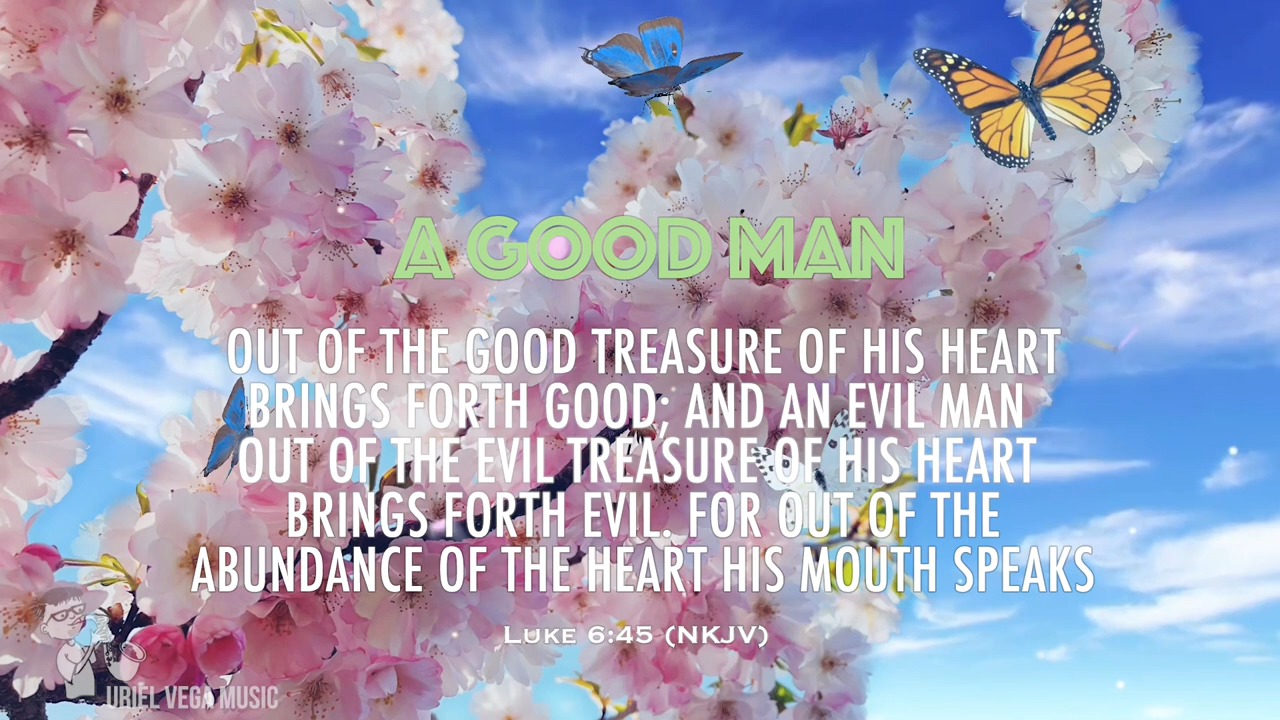 A GOOD MAN
OUT OF THE GOOD TREASURE OF HIS HEART
BRINGS FORTH GOOD; AND AN EVIL MAN
OUT OF THE EVIL TREASURE OF HIS HEART
BRINGS FORTH EVIL. FOR OUT OF THE
ABUNDANCE OF THE HEART HIS MOUTH SPEAKS
LUKE 6:45 (NKJV)
URIEL VEGA MUSIC